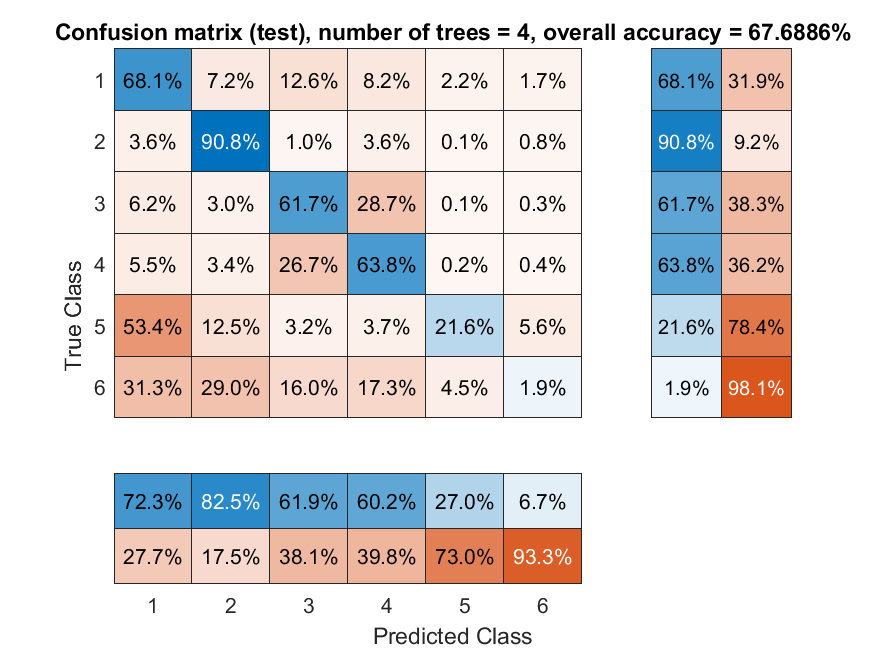 Confusion matrix (test), number of trees = 4, overall accuracy = 67.6886%
1 68.1% 7.2% 12.6% 8.2% 2.2% 1.7% 68.1% 31.9%
2 3.6% 90.8% 1.0% 3.6% 0.1% 0.8% 90.8% 9.2%
3 6.2% 3.0% 61.7% 28.7% 0.1% 0.3% 61.7% 38.3%
4 5.5% 3.4% 26.7% 63.8% 0.2% 0.4% 63.8% 36.2%
5 53.4% 12.5% 3.2% 3.7% 21.6% 5.6% 21.6% 78.4%
6 31.3% 29.0% 16.0% 17.3% 4.5% 1.9% 1.9% 98.1%
True Class
72.3% 82.5% 61.9% 60.2% 27.0% 6.7%
27.7% 17.5% 38.1% 39.8% 73.0% 93.3%
1 2 3 4 5 6
Predicted Class